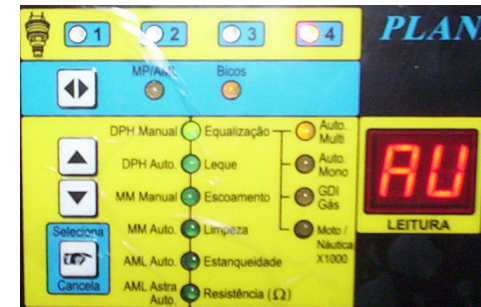 1 2 3 4 PLAN
MP/AML Bicos
DPH Manual Equalização Auto. Multi
DPH Auto. Leque Auto. Mono
MM Manual Escoamento GDI Gás
MM Auto. Limpeza Moto / Náutica X1000
AML Auto. Estanqueidade
AML Astra Auto. Resistência (Ω)
Seleciona
Cancela
AU
LEITURA